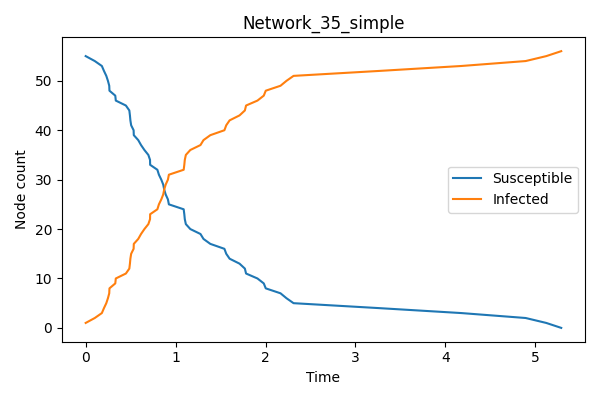 Network_35_simple
Node count
50
40
30
20
10
0
Susceptible
Infected
0 1 2 3 4 5
Time